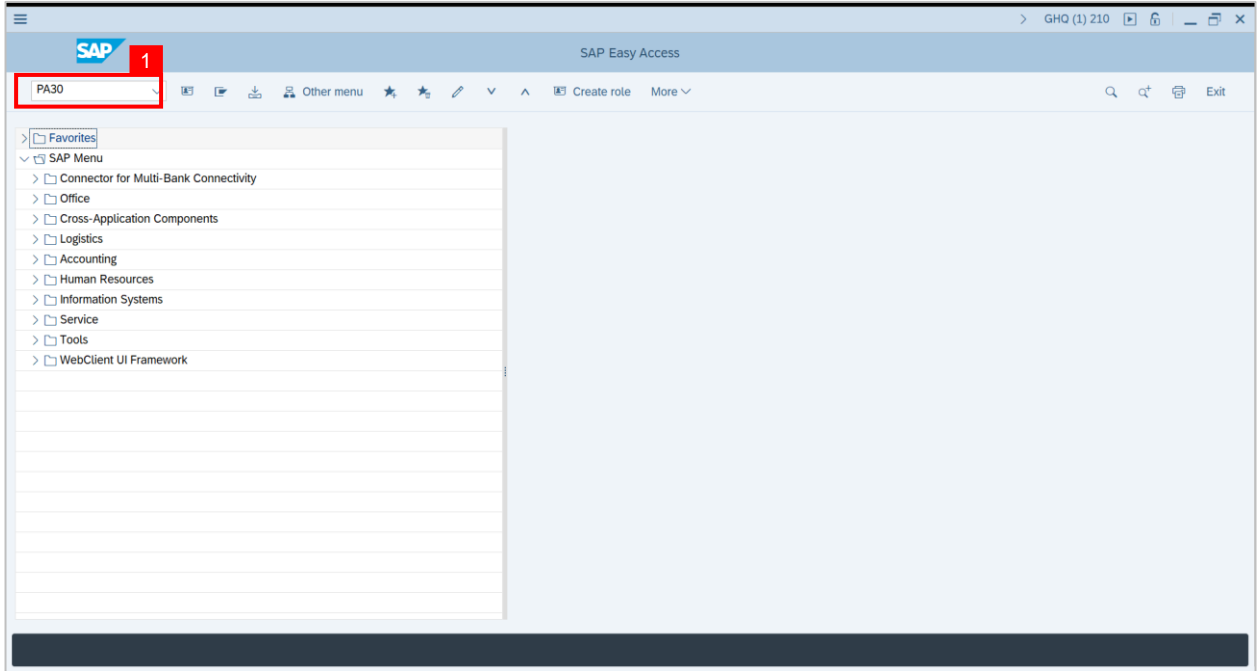 GHQ (1) 210
SAP
SAP Easy Access
1
PA30
Other menu
Create role
More
Exit
Favorites
SAP Menu
Connector for Multi-Bank Connectivity
Office
Cross-Application Components
Logistics
Accounting
Human Resources
Information Systems
Service
Tools
WebClient UI Framework